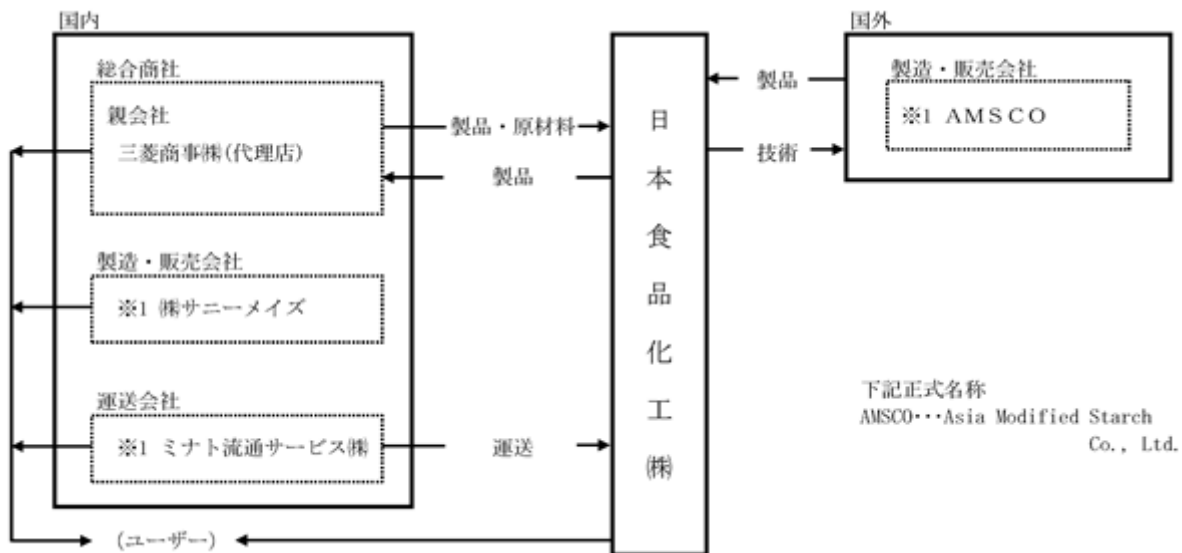 国内
国外
総合商社
親会社
三菱商事㈱(代理店)
製品・原材料
製品
製造・販売会社
※1 ㈱サニーメイズ
運送会社
※1 ミナト流通サービス㈱
運送
(ユーザー)
日
本
食
品
化
工
㈱
製品
技術
製造・販売会社
※1 AMSCO
下記正式名称
AMSCO・・・Asia Modified Starch
Co., Ltd.